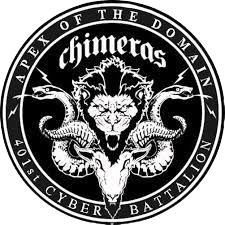 APEX OF THE DOMAIN
chimeras
401st CYBER BATTALION